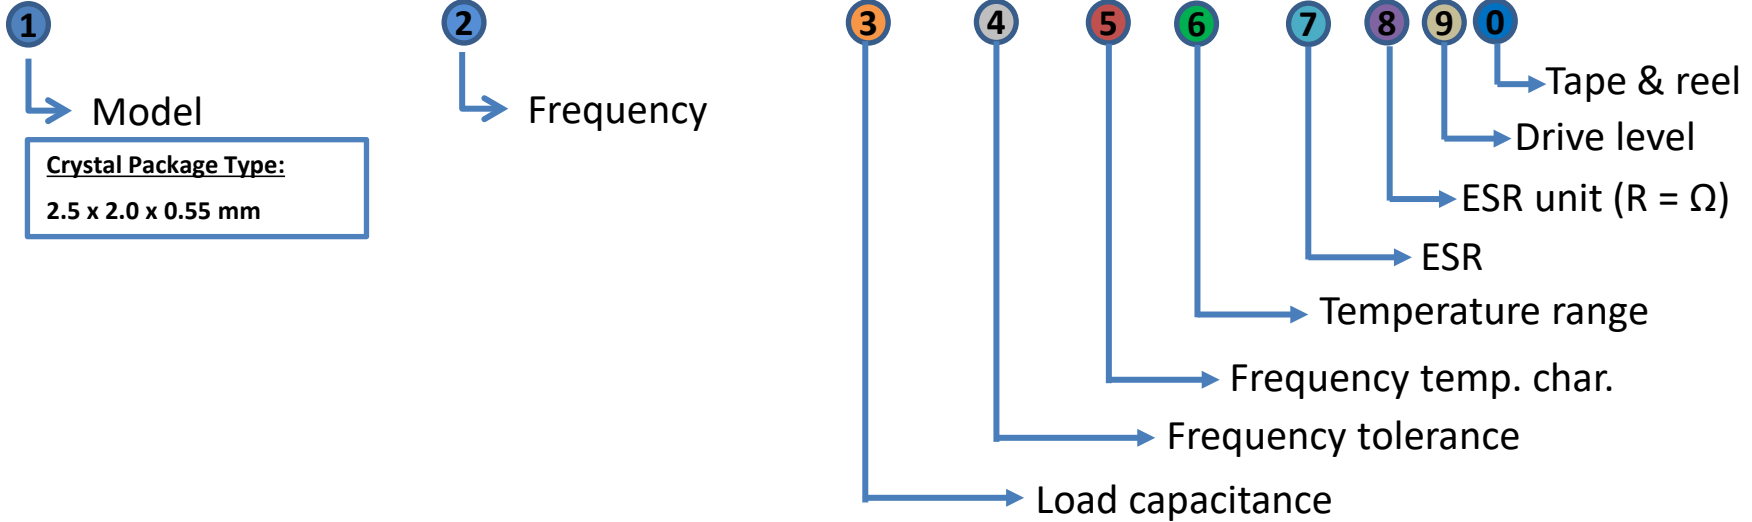 1 2 3 4 5 6 7 8 9 0
Tape & reel
Model
Frequency
Drive level
Crystal Package Type:
2.5 x 2.0 x 0.55 mm
ESR unit (R = Ω)
ESR
Temperature range
Frequency temp. char.
Frequency tolerance
Load capacitance